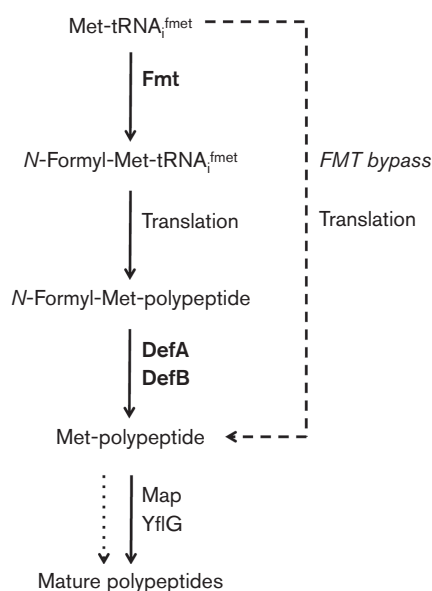 Met-tRNAᵢᶠᵐᵉᵗ
Fmt
N-Formyl-Met-tRNAᵢᶠᵐᵉᵗ
FMT bypass
Translation
Translation
N-Formyl-Met-polypeptide
DefA
DefB
Met-polypeptide
Map
YflG
Mature polypeptides